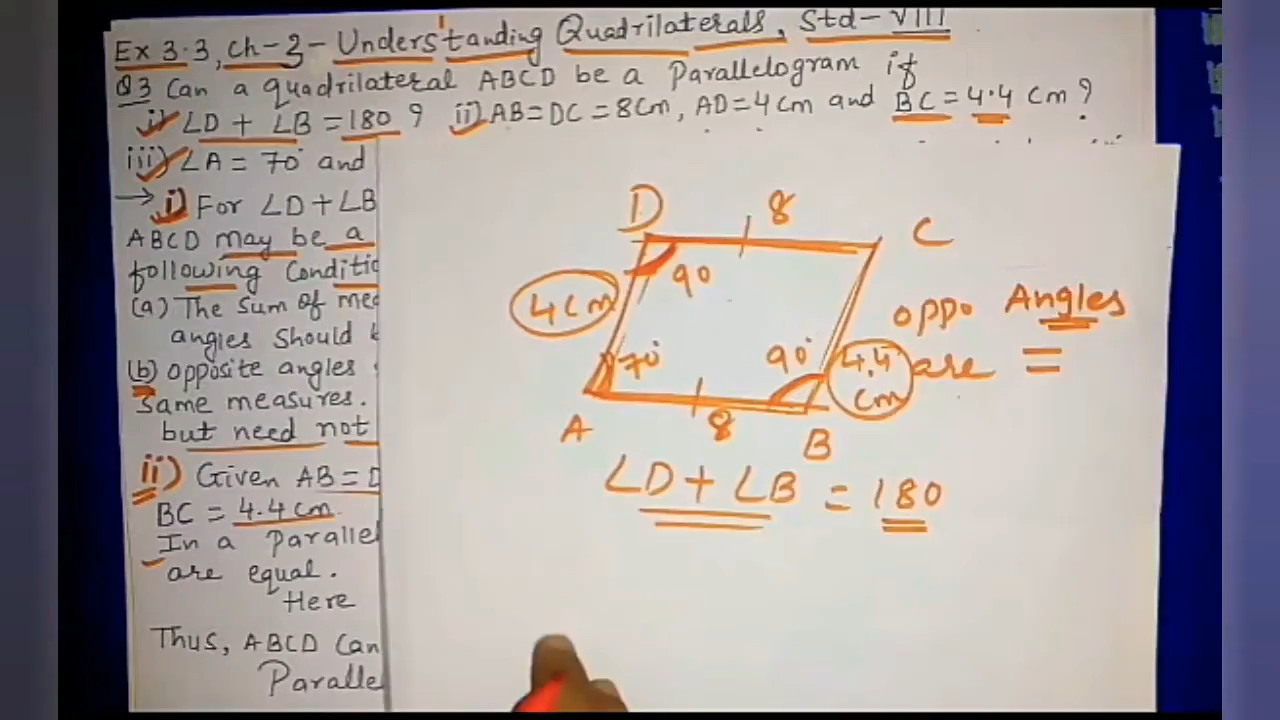 Ex 3.3, Ch-3- Understanding Quadrilaterals, Std-VIII
Q3 Can a quadrilateral ABCD be a Parallelogram if
i) ∠D + ∠B = 180 ? ii) AB = DC = 8cm, AD = 4cm and BC = 4.4 cm ?
iii) ∠A = 70° and
→ i) For ∠D + ∠B
ABCD may be a
following Conditio
(a) The Sum of me
angles Should
(b) opposite angles
Same measures.
but need not
ii) Given AB =
BC = 4.4 cm
In a Paralle
are equal.
Here
Thus, ABCD Can
Paralle
D 8 C
90
4cm
oppo Angles
are =
70° 90° 4.4 cm
A 8 B
∠D + ∠B = 180